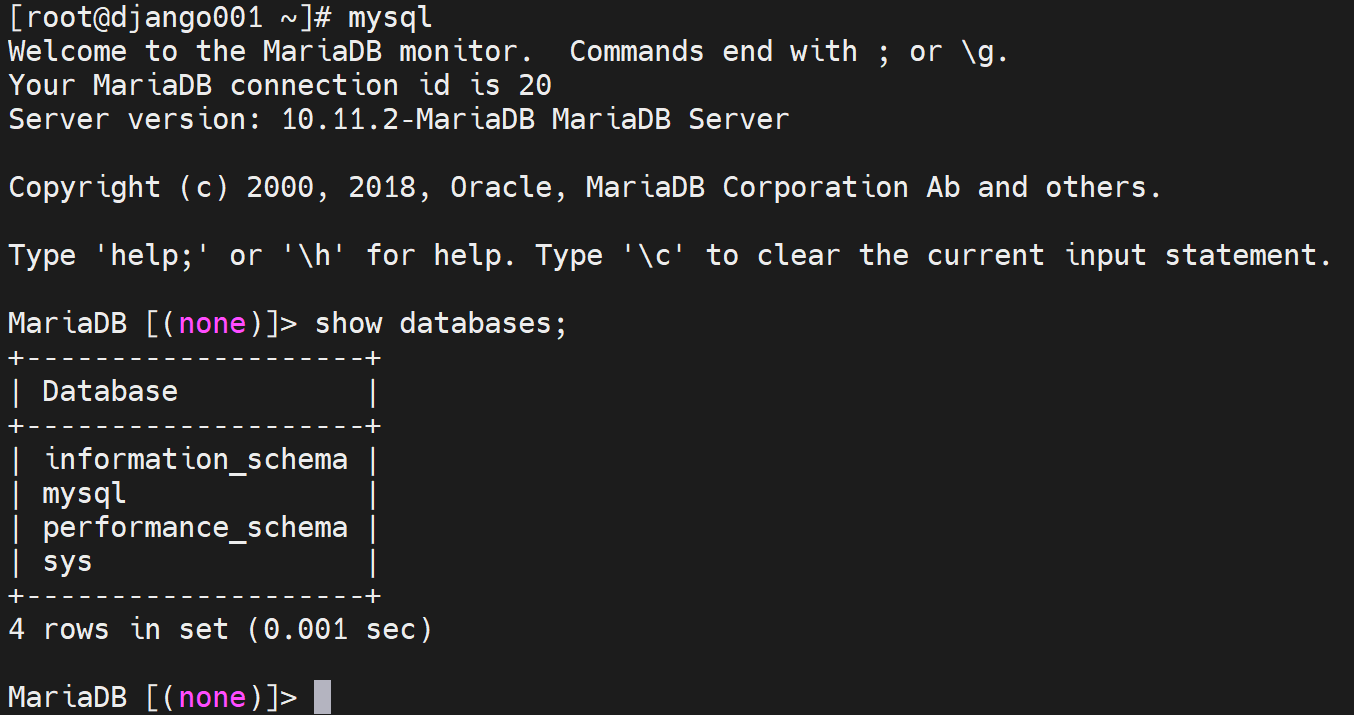 [root@django001 ~]# mysql
Welcome to the MariaDB monitor.  Commands end with ; or \g.
Your MariaDB connection id is 20
Server version: 10.11.2-MariaDB MariaDB Server

Copyright (c) 2000, 2018, Oracle, MariaDB Corporation Ab and others.

Type 'help;' or '\h' for help. Type '\c' to clear the current input statement.

MariaDB [(none)]> show databases;
+--------------------+
| Database           |
+--------------------+
| information_schema |
| mysql              |
| performance_schema |
| sys                |
+--------------------+
4 rows in set (0.001 sec)

MariaDB [(none)]>